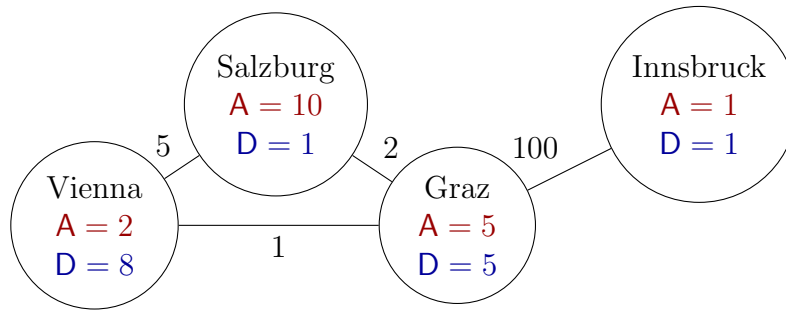 Salzburg
A = 10
D = 1
Innsbruck
A = 1
D = 1
5
2
100
Vienna
A = 2
D = 8
1
Graz
A = 5
D = 5